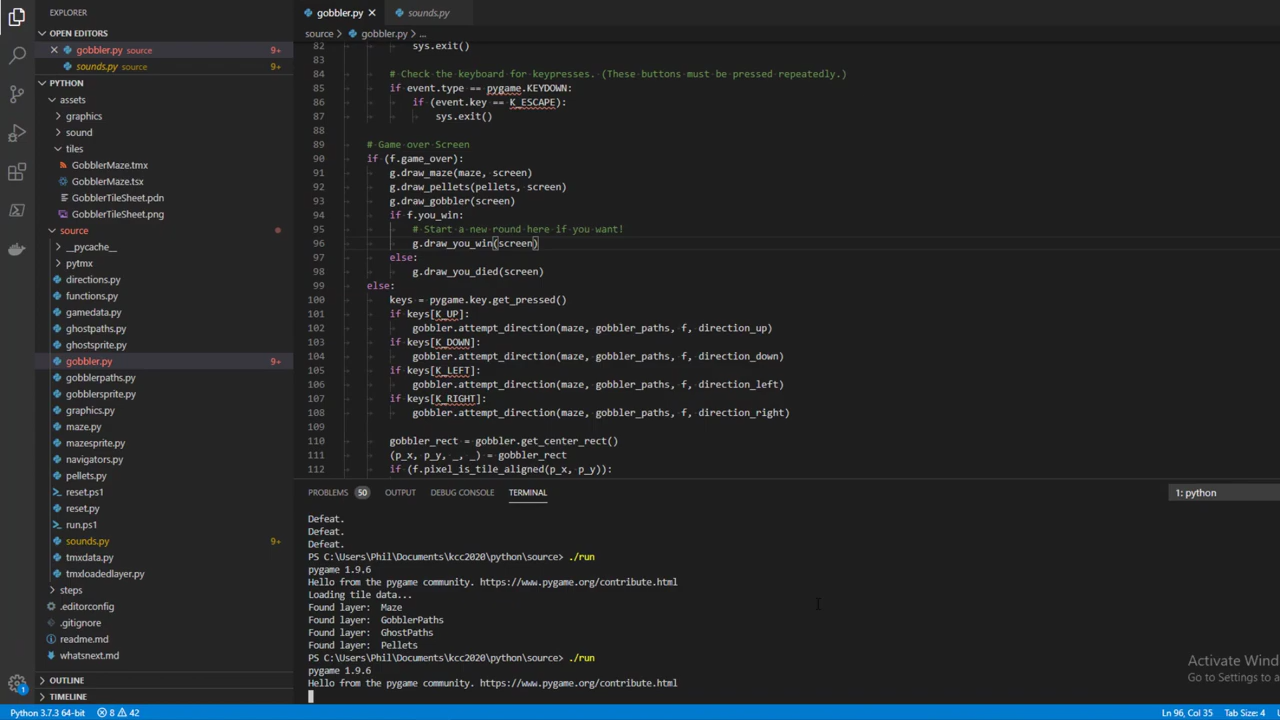 EXPLORER
OPEN EDITORS
gobbler.py source 9+
sounds.py source 9+
PYTHON
assets
graphics
sound
tiles
GobblerMaze.tmx
GobblerMaze.tsx
GobblerTileSheet.pdn
GobblerTileSheet.png
source
__pycache__
pytmx
directions.py
functions.py
gamedata.py
ghostpaths.py
ghostsprite.py
gobbler.py 9+
gobblerpaths.py
gobblersprite.py
graphics.py
maze.py
mazesprite.py
navigators.py
pellets.py
reset.ps1
reset.py
run.ps1
sounds.py 9+
tmxdata.py
tmxloadedlayer.py
steps
.editorconfig
.gitignore
readme.md
whatsnext.md
OUTLINE
TIMELINE
gobbler.py sounds.py
source > gobbler.py > ...
82 sys.exit()
83
84 # Check the keyboard for keypresses. (These buttons must be pressed repeatedly.)
85 if event.type == pygame.KEYDOWN:
86 if (event.key == K_ESCAPE):
87 sys.exit()
88
89 # Game over Screen
90 if (f.game_over):
91 g.draw_maze(maze, screen)
92 g.draw_pellets(pellets, screen)
93 g.draw_gobbler(screen)
94 if f.you_win:
95 # Start a new round here if you want!
96 g.draw_you_win(screen)
97 else:
98 g.draw_you_died(screen)
99 else:
100 keys = pygame.key.get_pressed()
101 if keys[K_UP]:
102 gobbler.attempt_direction(maze, gobbler_paths, f, direction_up)
103 if keys[K_DOWN]:
104 gobbler.attempt_direction(maze, gobbler_paths, f, direction_down)
105 if keys[K_LEFT]:
106 gobbler.attempt_direction(maze, gobbler_paths, f, direction_left)
107 if keys[K_RIGHT]:
108 gobbler.attempt_direction(maze, gobbler_paths, f, direction_right)
109
110 gobbler_rect = gobbler.get_center_rect()
111 (p_x, p_y, _, _) = gobbler_rect
112 if (f.pixel_is_tile_aligned(p_x, p_y)):
PROBLEMS 50 OUTPUT DEBUG CONSOLE TERMINAL 1: python
Defeat.
Defeat.
Defeat.
PS C:\Users\Phil\Documents\kcc2020\python\source> ./run
pygame 1.9.6
Hello from the pygame community. https://www.pygame.org/contribute.html
Loading tile data...
Found layer:  Maze
Found layer:  GobblerPaths
Found layer:  GhostPaths
Found layer:  Pellets
PS C:\Users\Phil\Documents\kcc2020\python\source> ./run
pygame 1.9.6
Hello from the pygame community. https://www.pygame.org/contribute.html
Activate Wind
Go to Settings to a
1
Python 3.7.3 64-bit 8 42 Ln 96, Col 35 Tab Size: 4